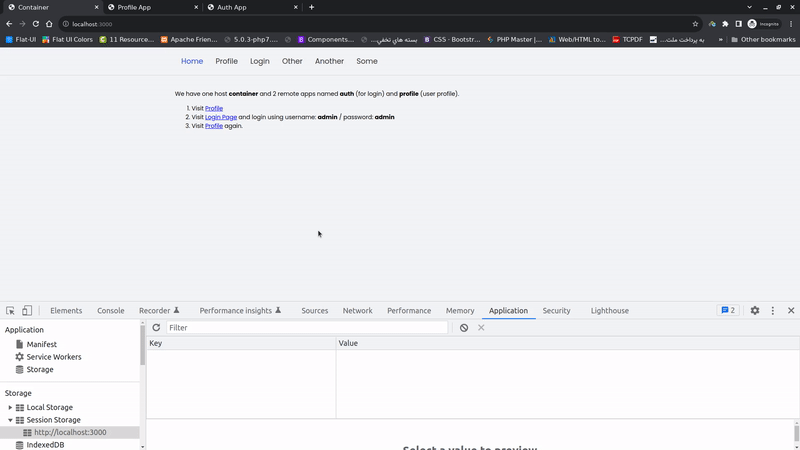 Container Profile App Auth App
localhost:3000 Incognito
Flat-UI Flat UI Colors 11 Resource... Apache Frien... 5.0.3-php7.... Components... بسته های تخفی... CSS - Bootstr... PHP Master |... Web/HTML to... TCPDF به پرداخت ملت... » Other bookmarks
Home Profile Login Other Another Some
We have one host container and 2 remote apps named auth (for login) and profile (user profile).
1. Visit Profile
2. Visit Login Page and login using username: admin / password: admin
3. Visit Profile again.
Elements Console Recorder Performance insights Sources Network Performance Memory Application Security Lighthouse 2
Application
Filter
Manifest
Service Workers
Storage
Key Value
Storage
Local Storage
Session Storage
http://localhost:3000
IndexedDB
Select a value to preview